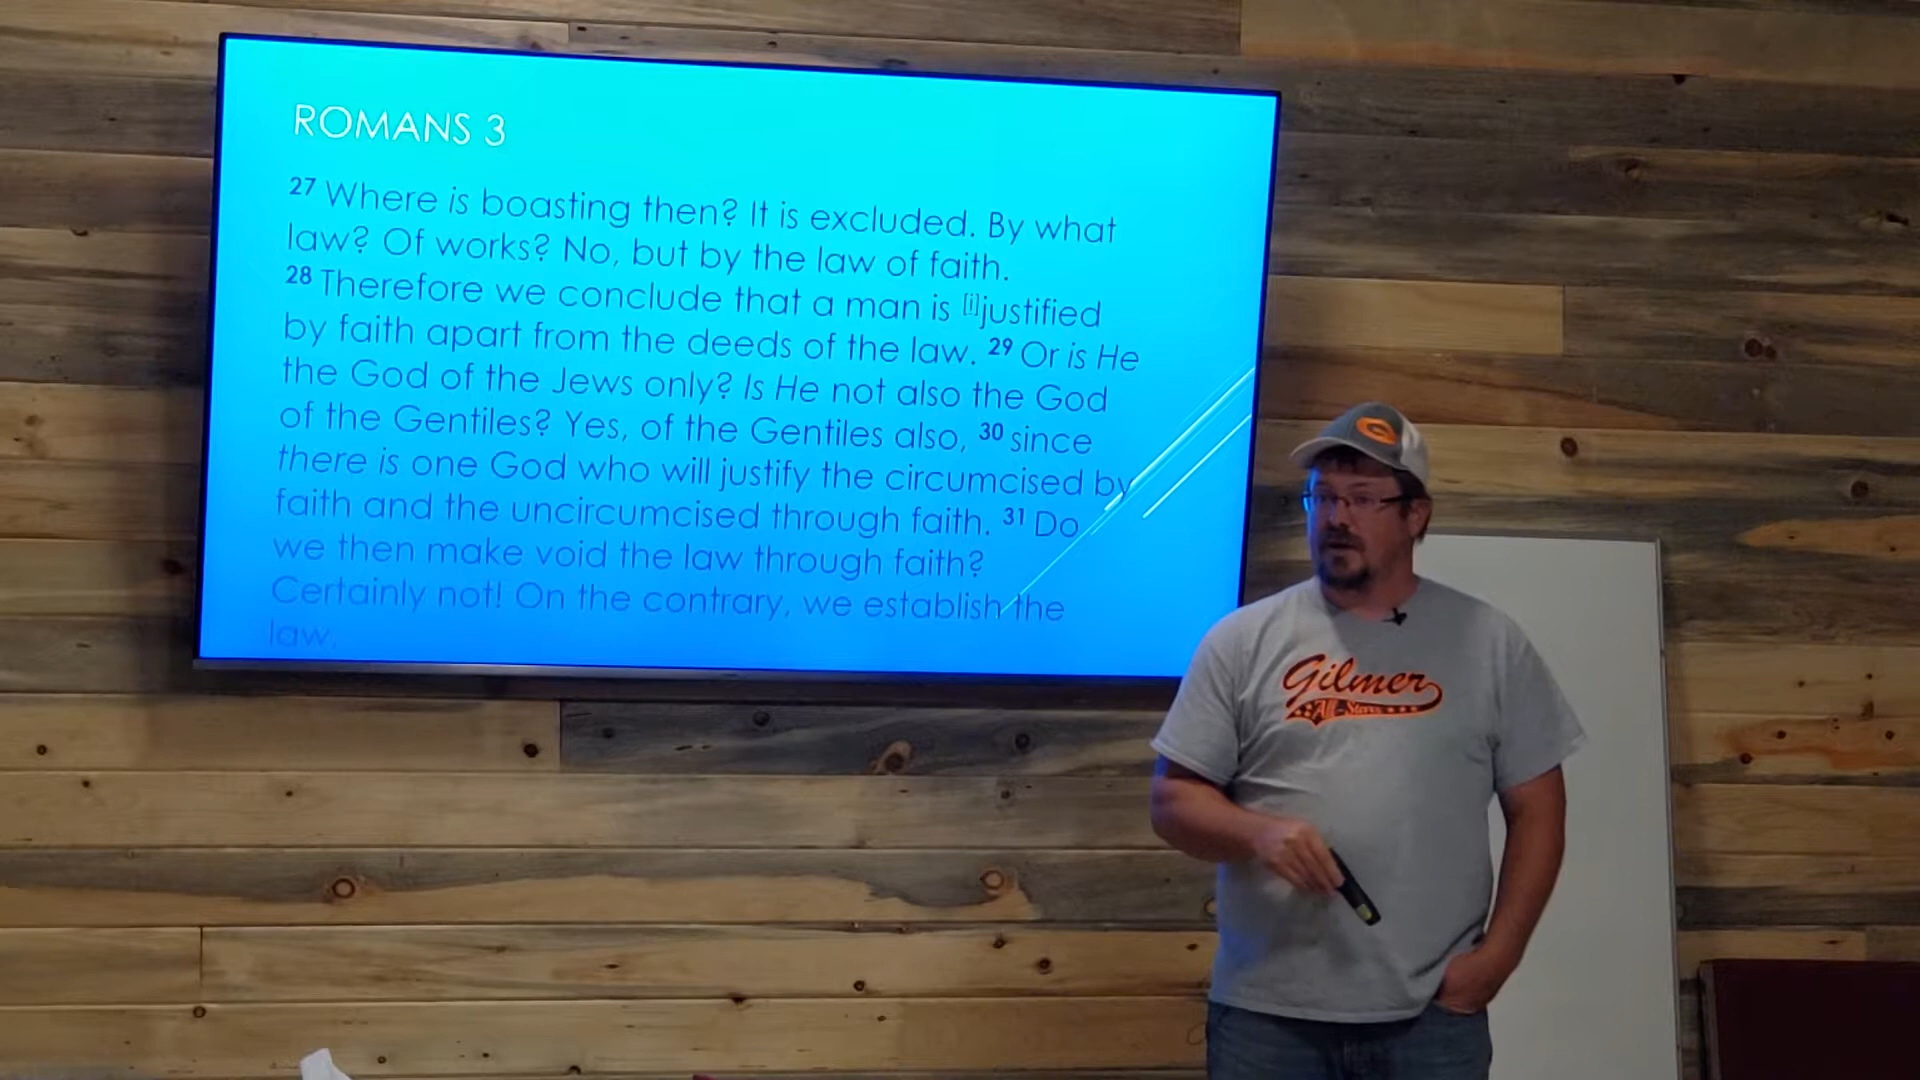 ROMANS 3
27 Where is boasting then? It is excluded. By what
law? Of works? No, but by the law of faith.
28 Therefore we conclude that a man is [i]justified
by faith apart from the deeds of the law. 29 Or is He
the God of the Jews only? Is He not also the God
of the Gentiles? Yes, of the Gentiles also, 30 since
there is one God who will justify the circumcised by
faith and the uncircumcised through faith. 31 Do
we then make void the law through faith?
Certainly not! On the contrary, we establish the
law.
G
Gilmer
All-Stars